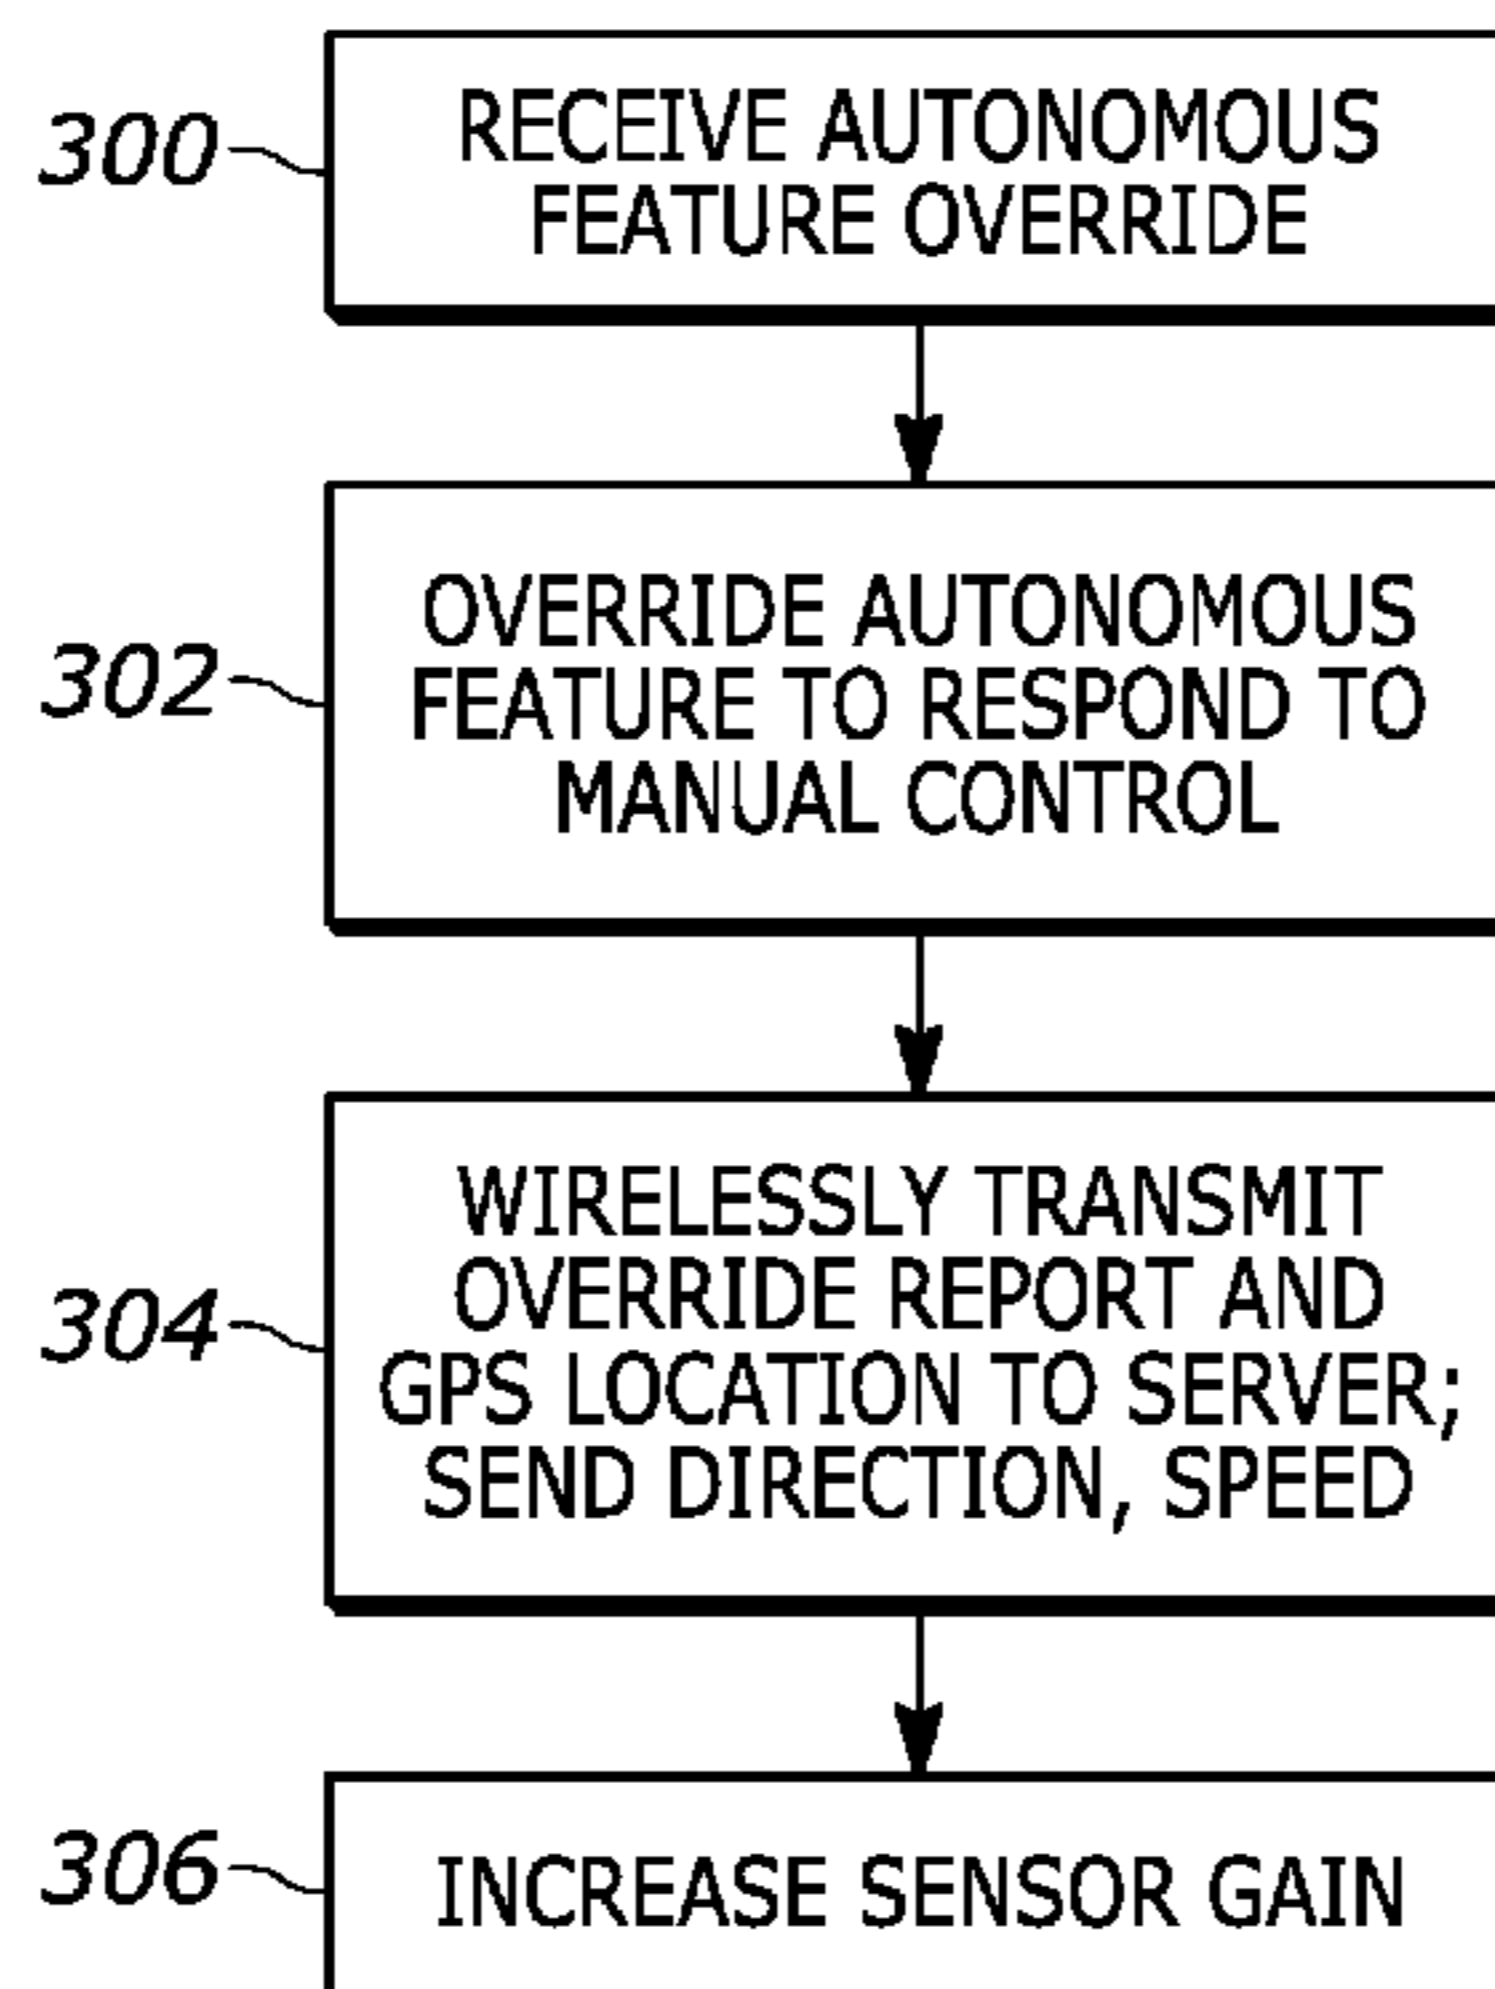 300
RECEIVE AUTONOMOUS
FEATURE OVERRIDE
302
OVERRIDE AUTONOMOUS
FEATURE TO RESPOND TO
MANUAL CONTROL
304
WIRELESSLY TRANSMIT
OVERRIDE REPORT AND
GPS LOCATION TO SERVER;
SEND DIRECTION, SPEED
306
INCREASE SENSOR GAIN